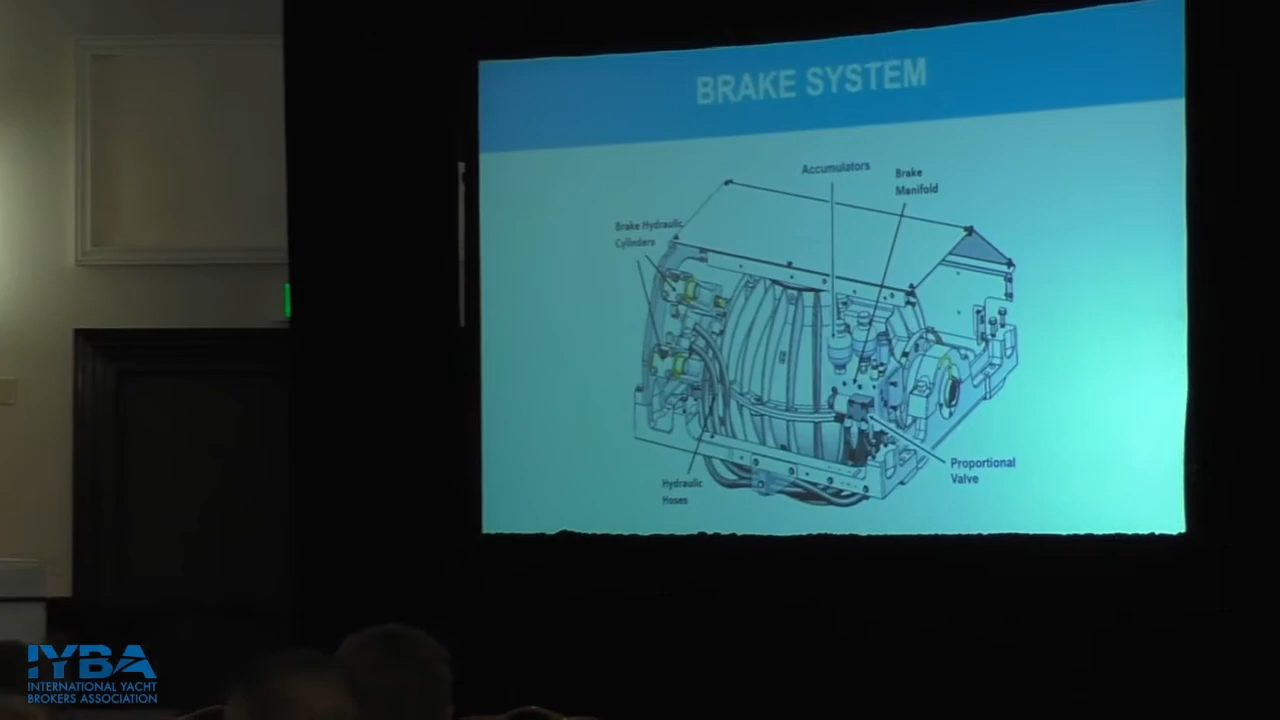 BRAKE SYSTEM
Accumulators
Brake
Manifold
Brake Hydraulic
Cylinders
Proportional
Valve
Hydraulic
Hoses
IYBA
INTERNATIONAL YACHT
BROKERS ASSOCIATION